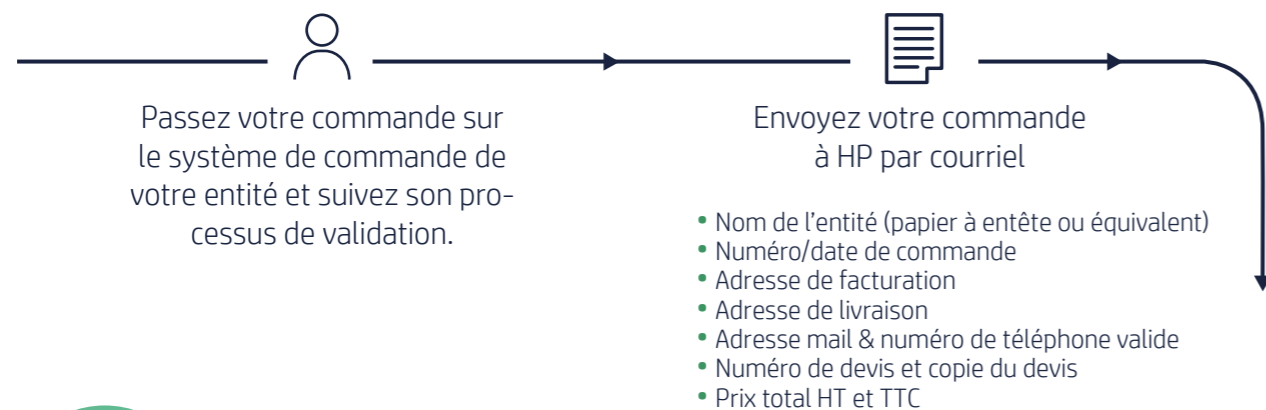 Passez votre commande sur
le système de commande de
votre entité et suivez son pro-
cessus de validation.
Envoyez votre commande
à HP par courriel
• Nom de l'entité (papier à entête ou équivalent)
• Numéro/date de commande
• Adresse de facturation
• Adresse de livraison
• Adresse mail & numéro de téléphone valide
• Numéro de devis et copie du devis
• Prix total HT et TTC